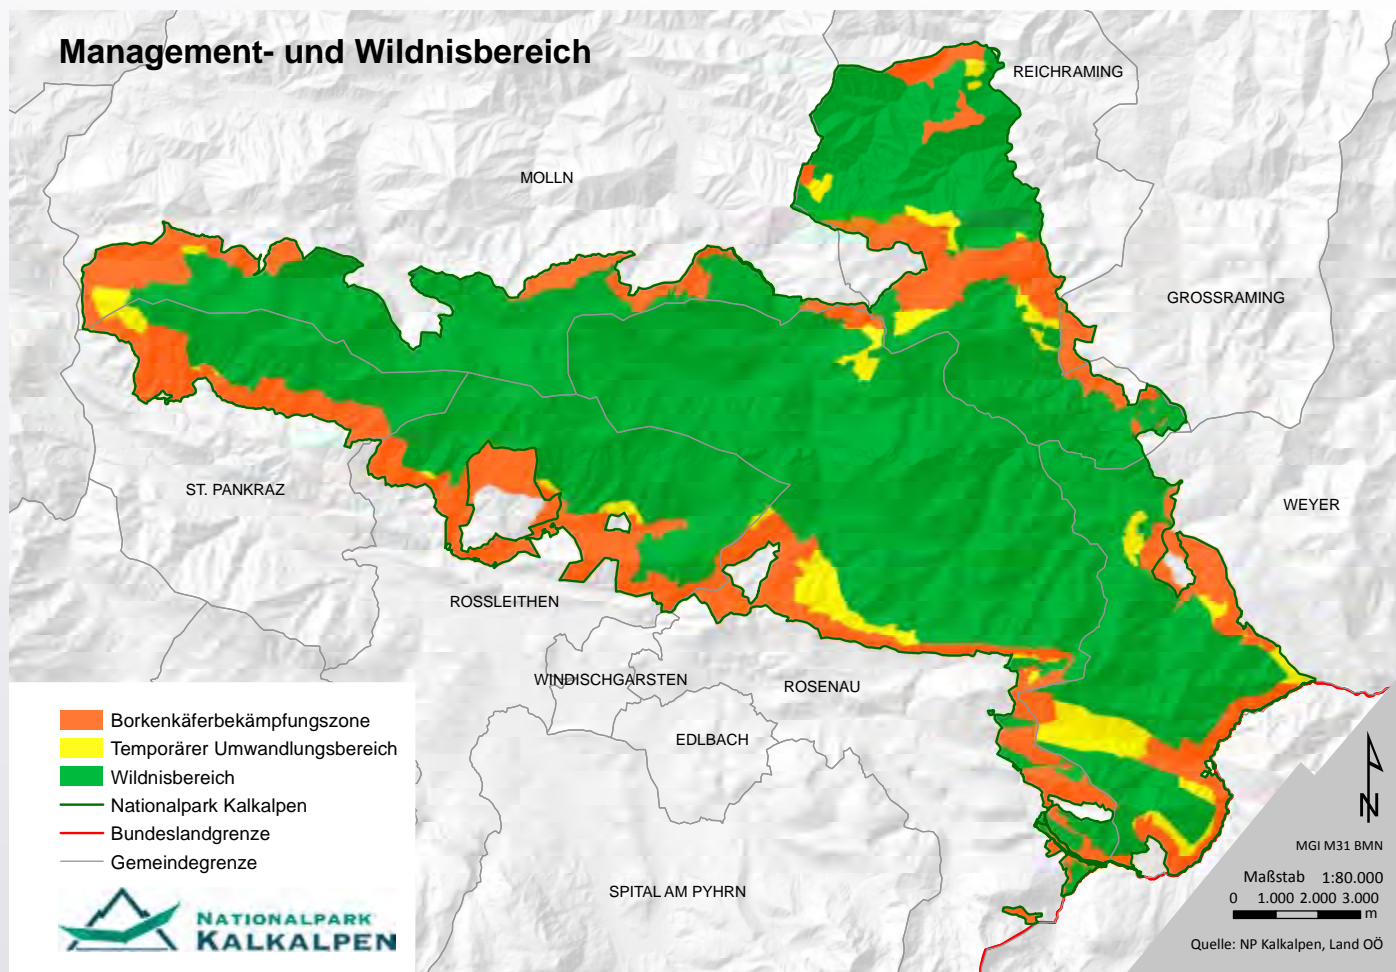 Management- und Wildnisbereich
REICHRAMING
MOLLN
GROSSRAMING
ST. PANKRAZ
WEYER
ROSSLEITHEN
WINDISCHGARSTEN
ROSENAU
EDLBACH
SPITAL AM PYHRN
Borkenkäferbekämpfungszone
Temporärer Umwandlungsbereich
Wildnisbereich
Nationalpark Kalkalpen
Bundeslandgrenze
Gemeindegrenze
NATIONALPARK
KALKALPEN
N
MGI M31 BMN
Maßstab 1:80.000
0 1.000 2.000 3.000
m
Quelle: NP Kalkalpen, Land OÖ